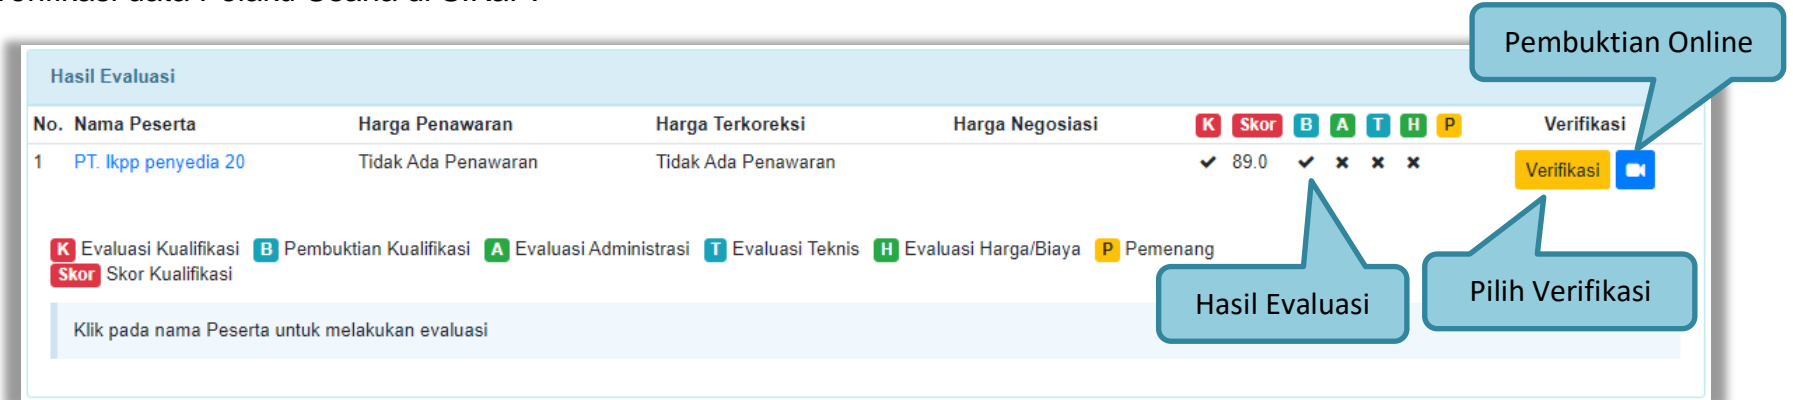 Pembuktian Online
Hasil Evaluasi
No. Nama Peserta Harga Penawaran Harga Terkoreksi Harga Negosiasi K Skor B A T H P Verifikasi
1 PT. lkpp penyedia 20 Tidak Ada Penawaran Tidak Ada Penawaran ✔ 89.0 ✔ ✖ ✖ ✖ Verifikasi
K Evaluasi Kualifikasi B Pembuktian Kualifikasi A Evaluasi Administrasi T Evaluasi Teknis H Evaluasi Harga/Biaya P Pemenang
Skor Skor Kualifikasi
Hasil Evaluasi
Pilih Verifikasi
Klik pada nama Peserta untuk melakukan evaluasi